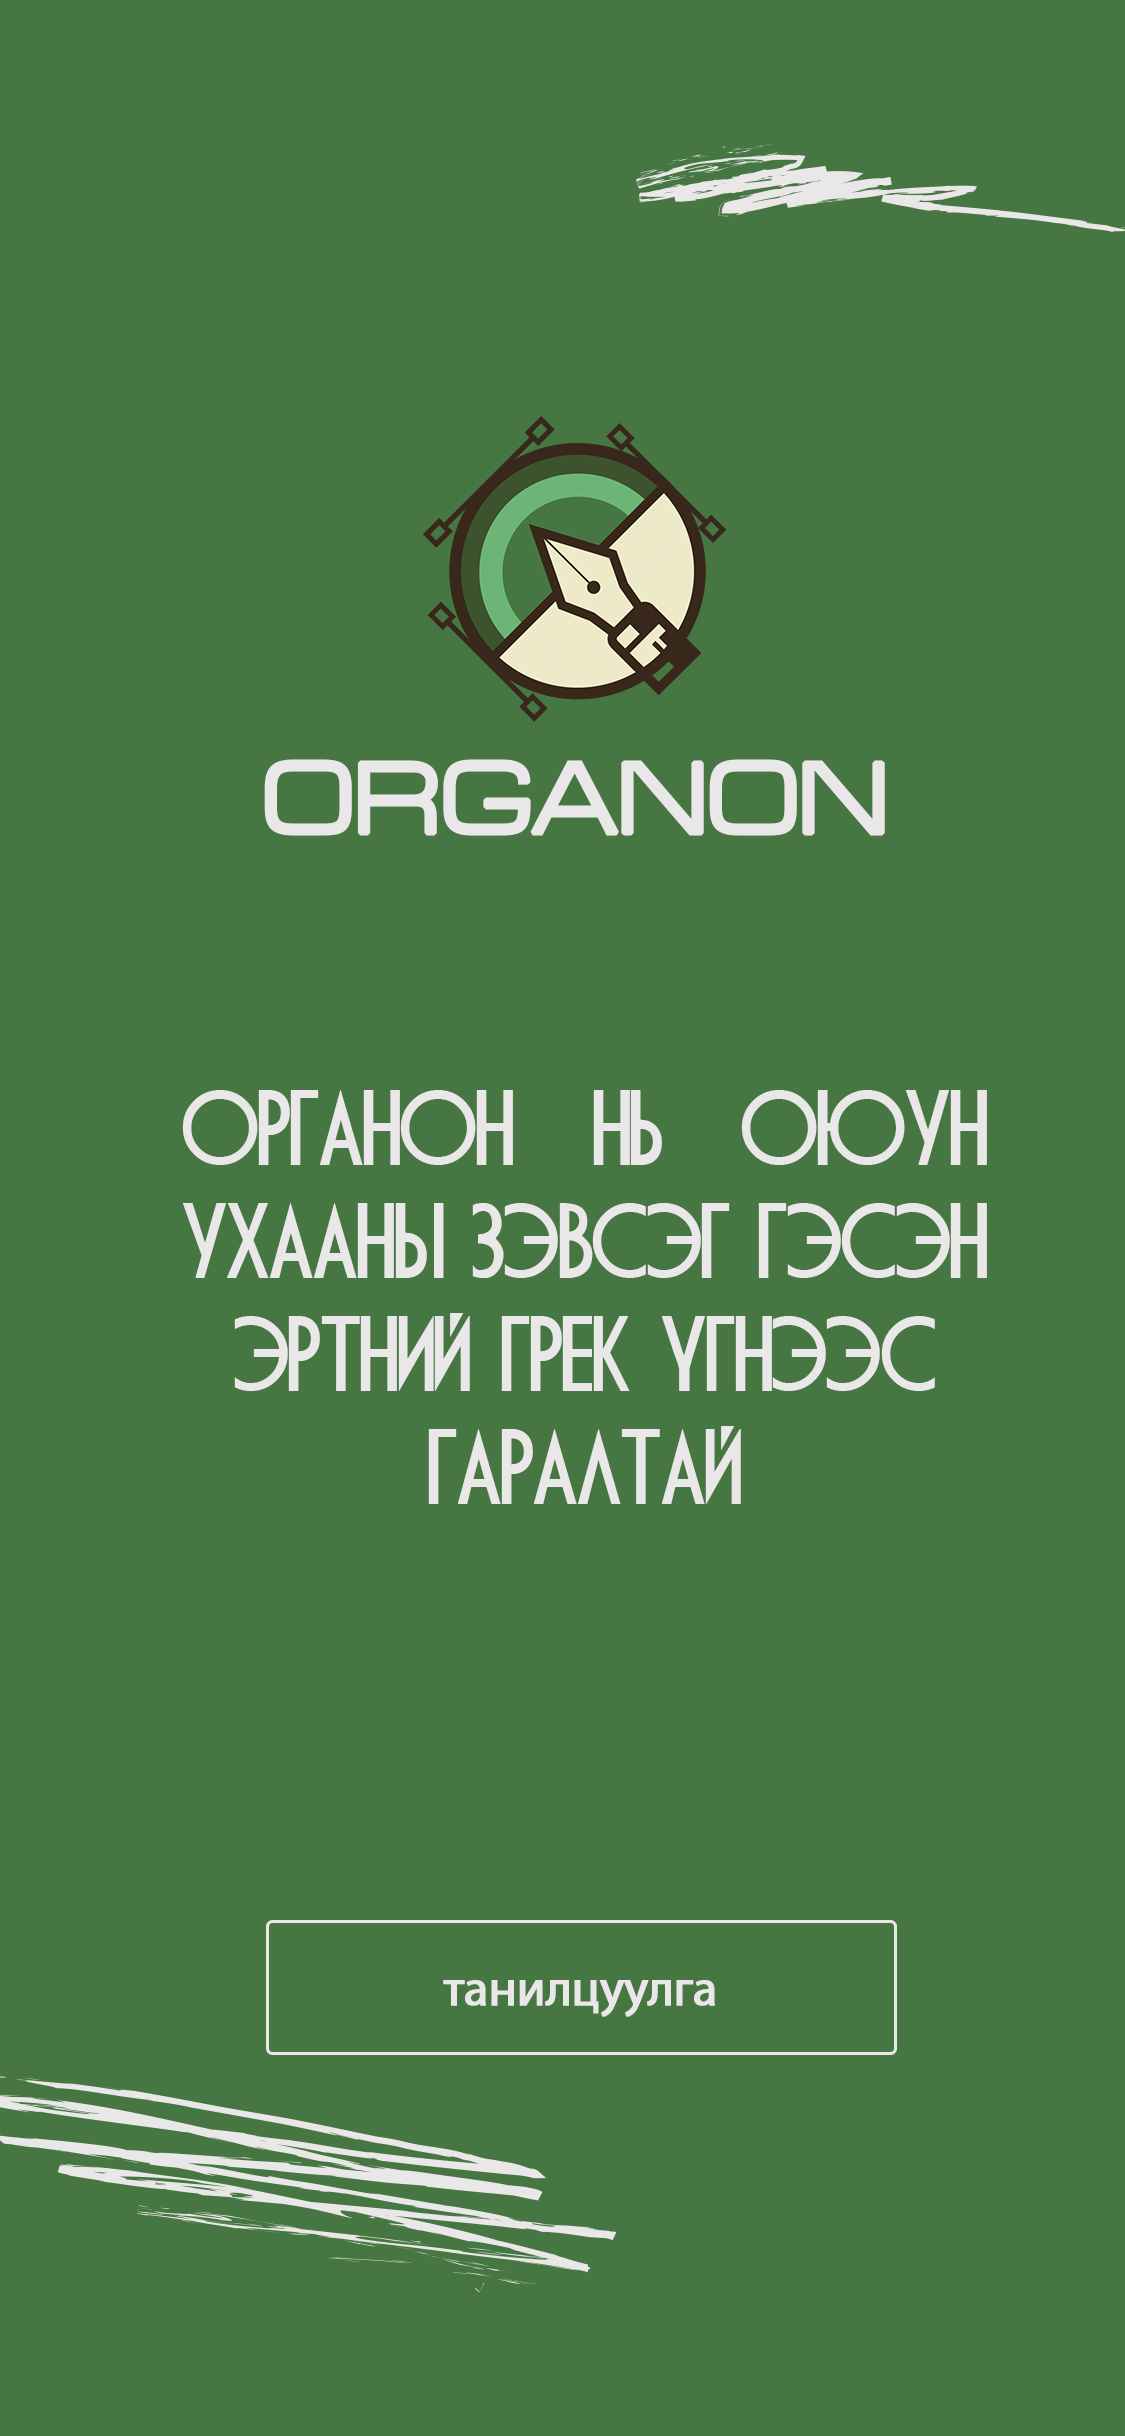 ORGANON
ОРГАНОН НЬ ОЮУН
УХААНЫ ЗЭВСЭГ ГЭСЭН
ЭРТНИЙ ГРЕК ҮГНЭЭС
ГАРАЛТАЙ
танилцуулга